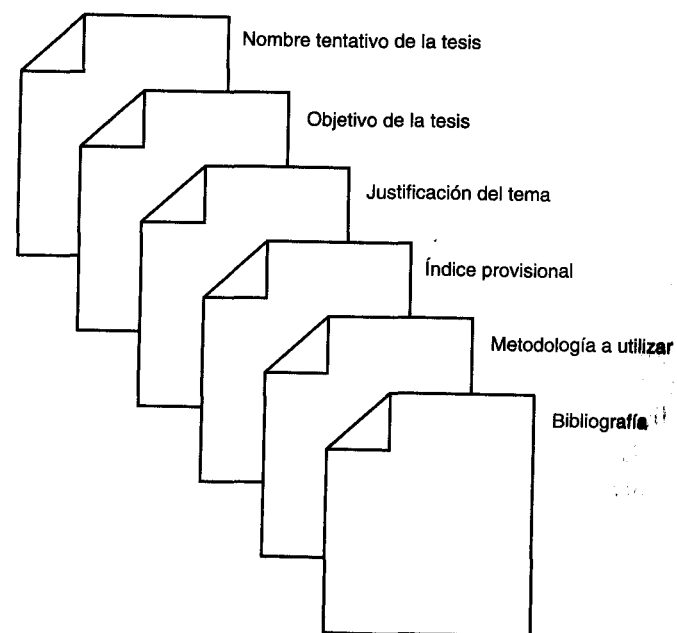 Nombre tentativo de la tesis
Objetivo de la tesis
Justificación del tema
Índice provisional
Metodología a utilizar
Bibliografía